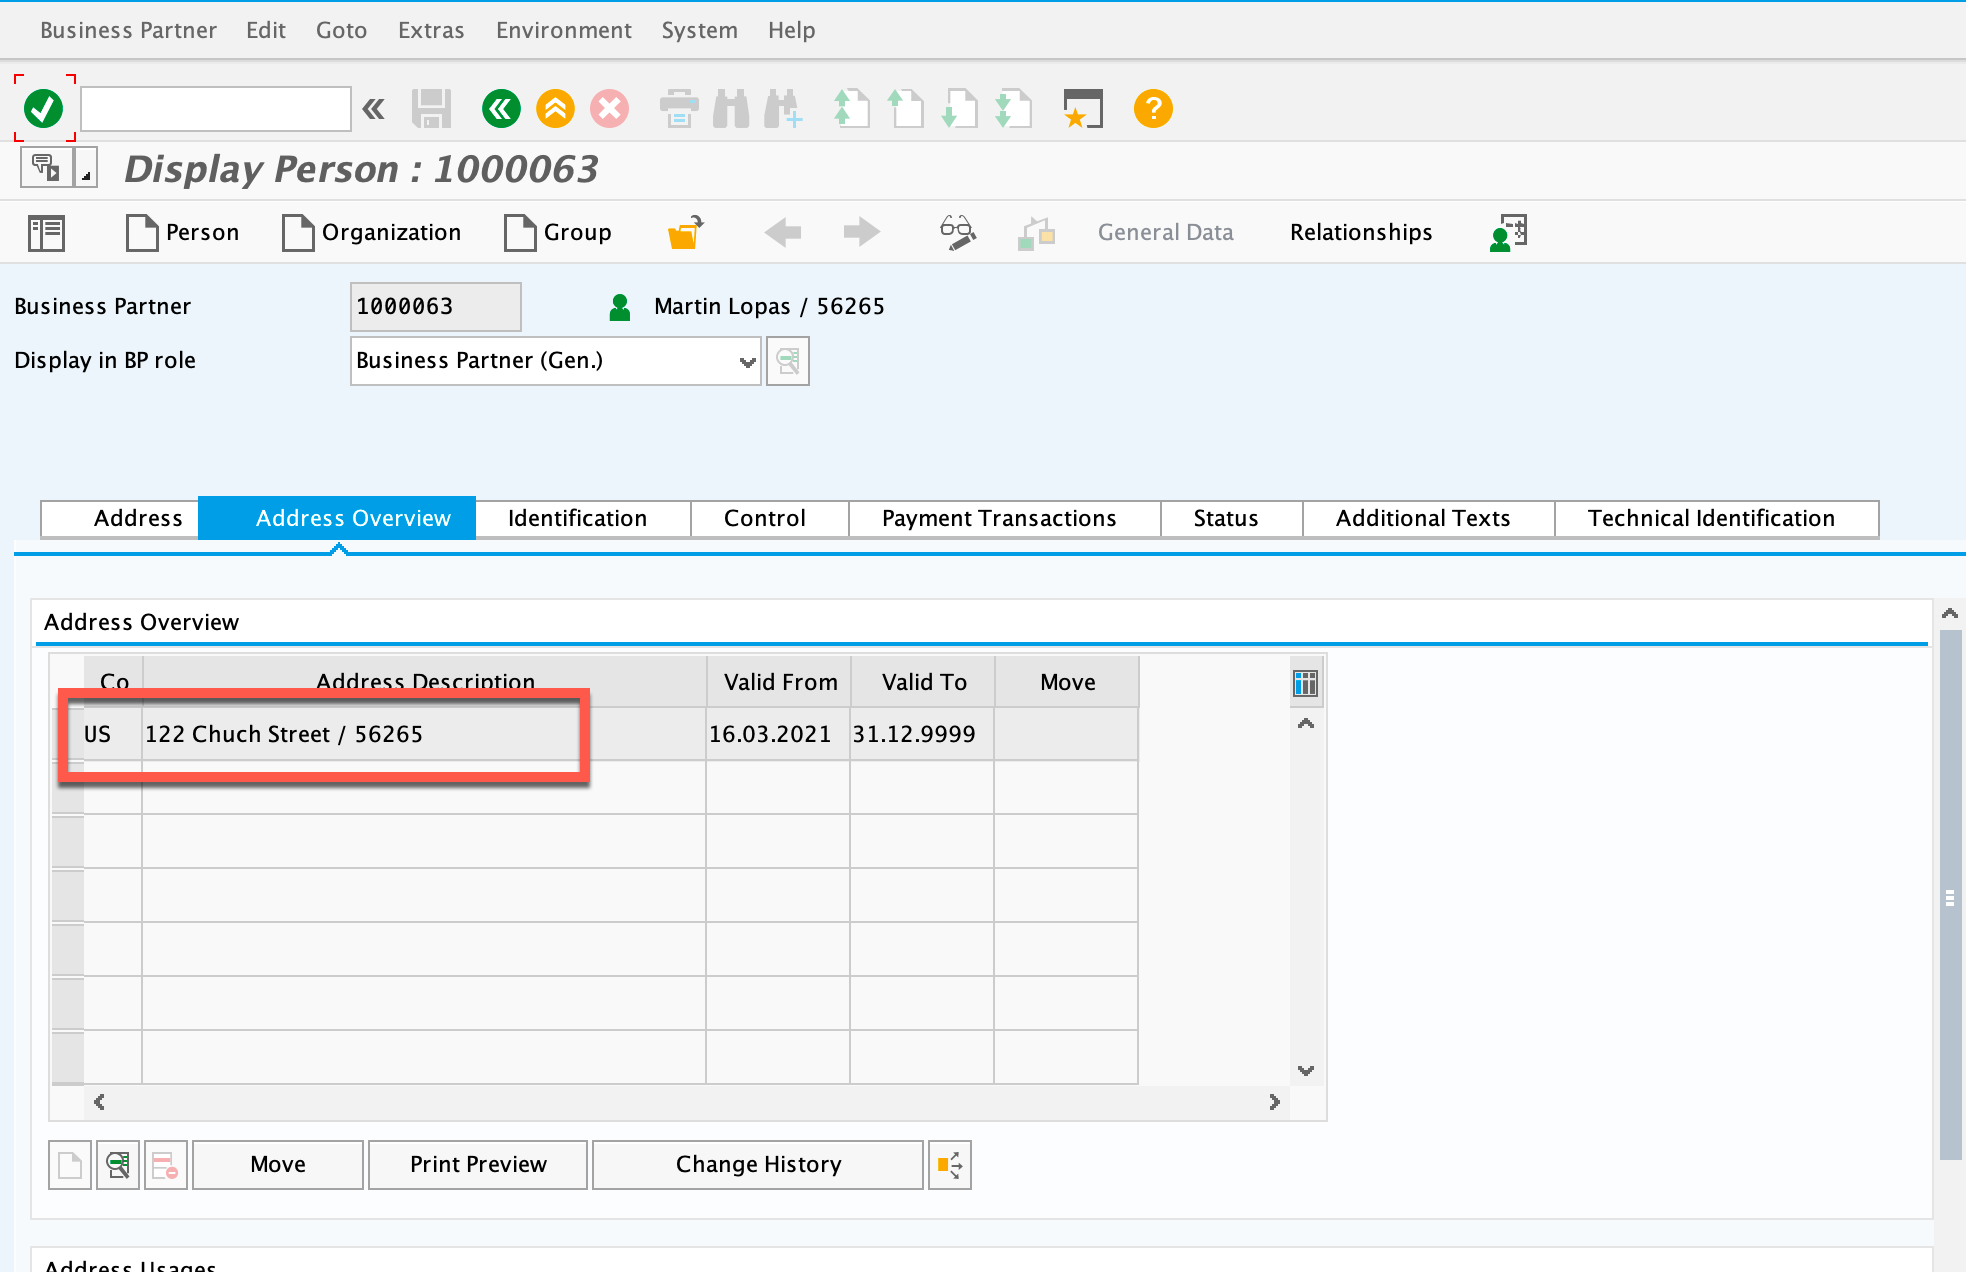 Business Partner Edit Goto Extras Environment System Help
Display Person : 1000063
Person Organization Group General Data Relationships
Business Partner 1000063 Martin Lopas / 56265
Display in BP role Business Partner (Gen.)
Address Address Overview Identification Control Payment Transactions Status Additional Texts Technical Identification
Address Overview
Co Address Description Valid From Valid To Move
US 122 Chuch Street / 56265 16.03.2021 31.12.9999
Move Print Preview Change History
Address Usages